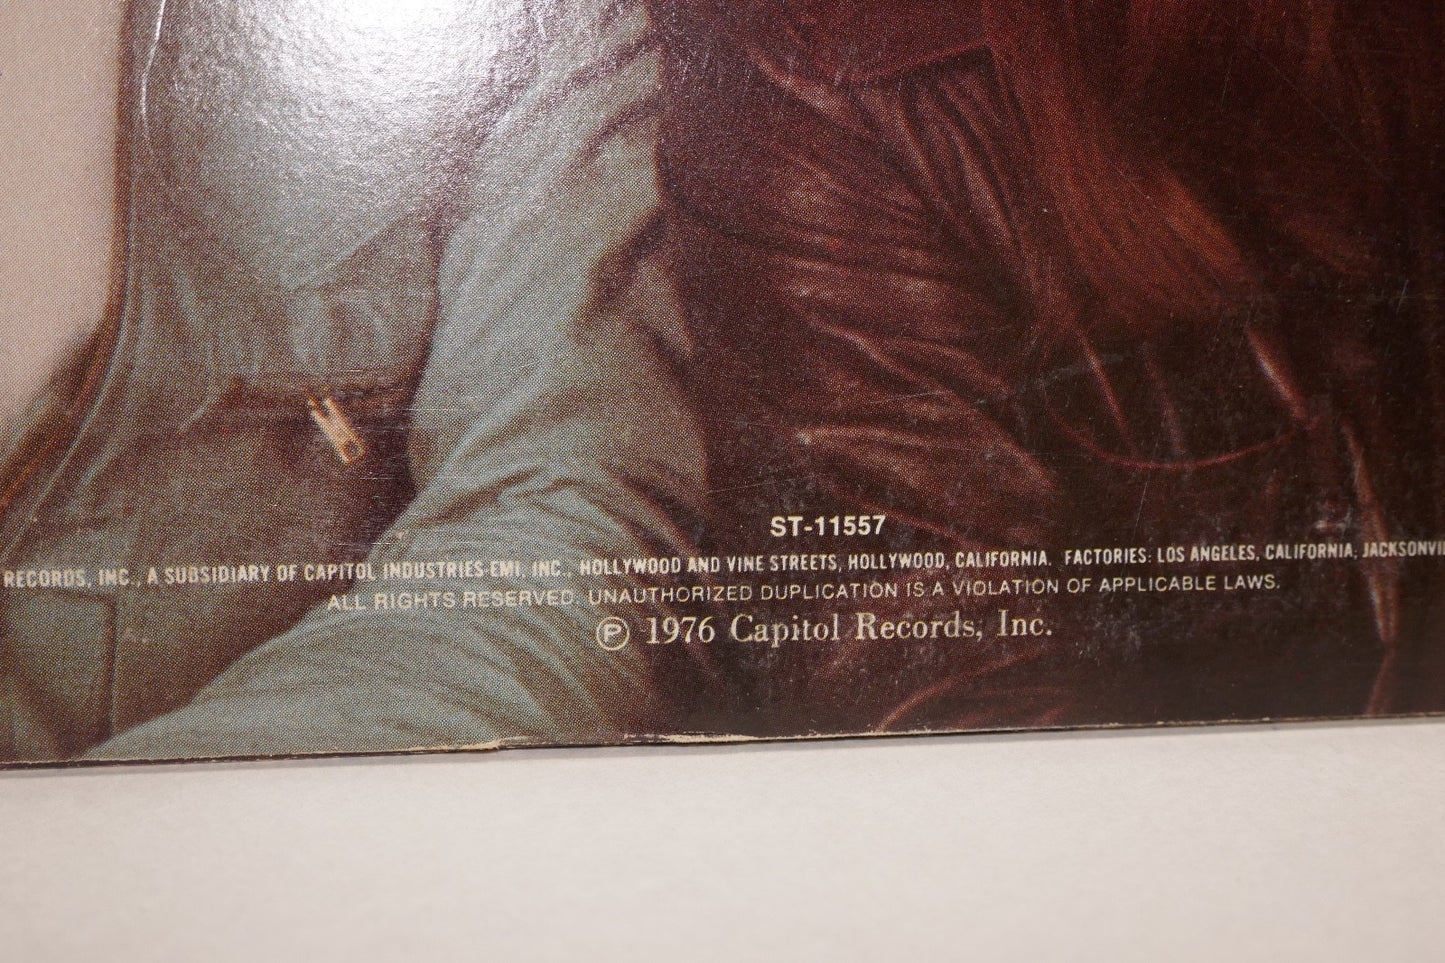 ST-11557
RECORDS, INC., A SUBSIDIARY OF CAPITOL INDUSTRIES-EMI, INC., HOLLYWOOD AND VINE STREETS, HOLLYWOOD, CALIFORNIA. FACTORIES: LOS ANGELES, CALIFORNIA; JACKSONVIL
ALL RIGHTS RESERVED. UNAUTHORIZED DUPLICATION IS A VIOLATION OF APPLICABLE LAWS.
℗ 1976 Capitol Records, Inc.